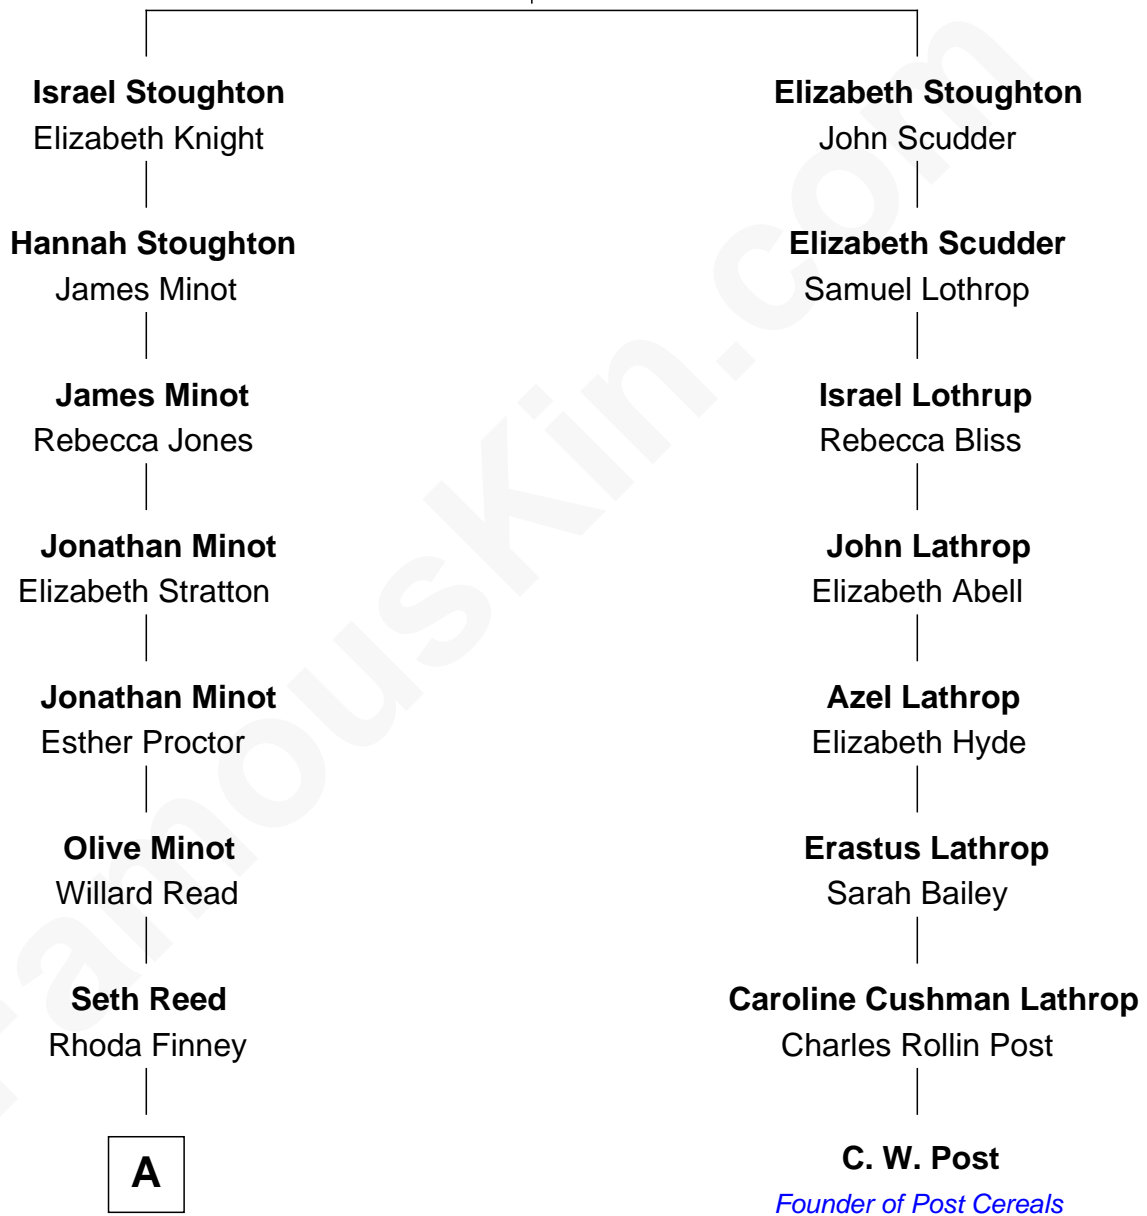 Israel Stoughton
Elizabeth Knight
Hannah Stoughton
James Minot
James Minot
Rebecca Jones
Jonathan Minot
Elizabeth Stratton
Jonathan Minot
Esther Proctor
Olive Minot
Willard Read
Seth Reed
Rhoda Finney
A
Elizabeth Stoughton
John Scudder
Elizabeth Scudder
Samuel Lothrop
Israel Lothrup
Rebecca Bliss
John Lathrop
Elizabeth Abell
Azel Lathrop
Elizabeth Hyde
Erastus Lathrop
Sarah Bailey
Caroline Cushman Lathrop
Charles Rollin Post
C. W. Post
Founder of Post Cereals
FamousKin.com